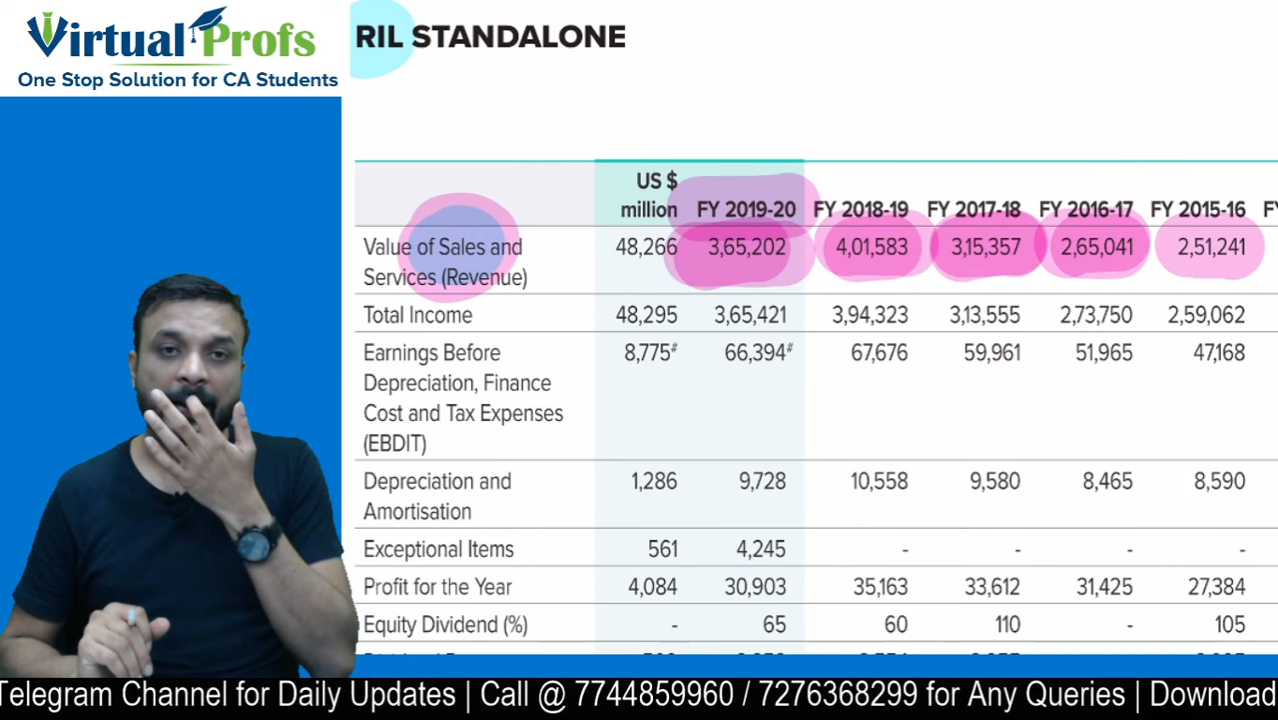 Virtual Profs
One Stop Solution for CA Students
RIL STANDALONE
US $
million FY 2019-20 FY 2018-19 FY 2017-18 FY 2016-17 FY 2015-16
Value of Sales and
Services (Revenue) 48,266 3,65,202 4,01,583 3,15,357 2,65,041 2,51,241
Total Income 48,295 3,65,421 3,94,323 3,13,555 2,73,750 2,59,062
Earnings Before 8,775# 66,394# 67,676 59,961 51,965 47,168
Depreciation, Finance
Cost and Tax Expenses
(EBDIT)
Depreciation and 1,286 9,728 10,558 9,580 8,465 8,590
Amortisation
Exceptional Items 561 4,245 - - - -
Profit for the Year 4,084 30,903 35,163 33,612 31,425 27,384
Equity Dividend (%) - 65 60 110 - 105
Telegram Channel for Daily Updates | Call @ 7744859960 / 7276368299 for Any Queries | Download